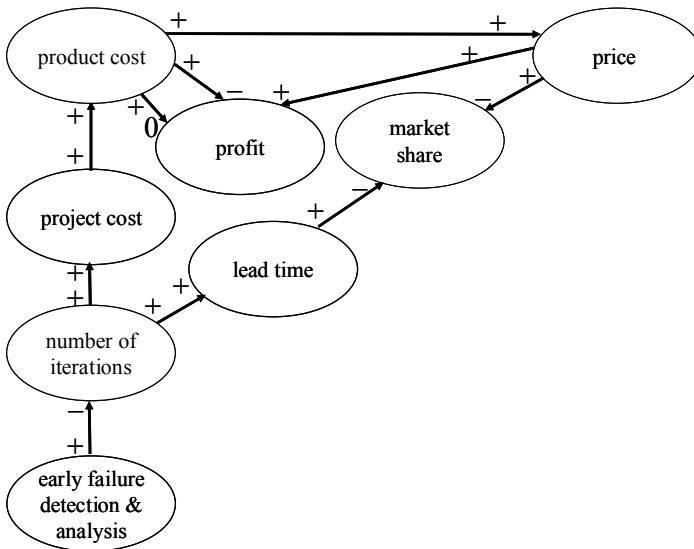 +
+
product cost
+
price
+
+
+
−
+
+
−
+
0
profit
market
share
+
−
+
project cost
+
lead time
+
+
+
+
number of
iterations
−
+
early failure
detection &
analysis